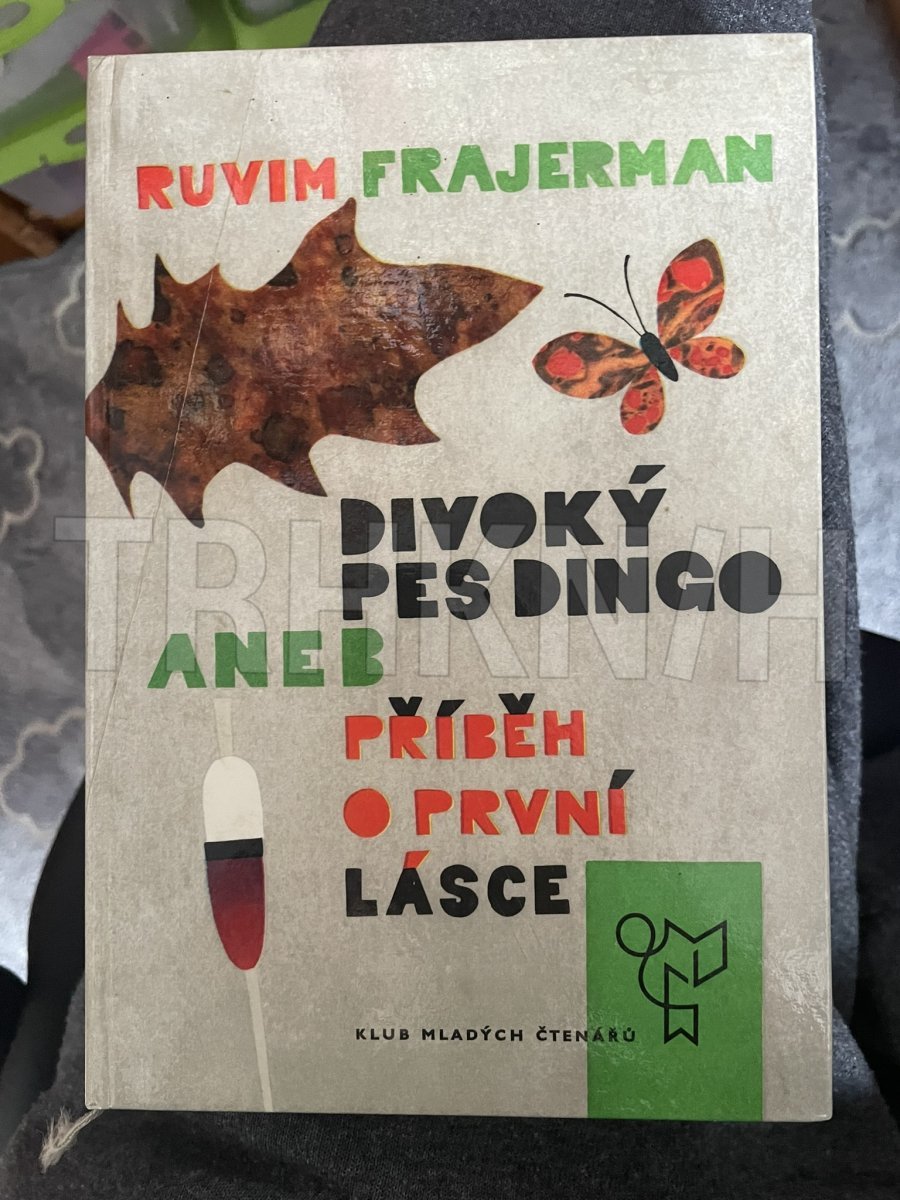 RUVIM FRAJERMAN
DIVOKÝ
PES DINGO
ANEB
PŘÍBĚH
O PRVNÍ
LÁSCE
KLUB MLADÝCH ČTENÁŘŮ
TRHKNIH